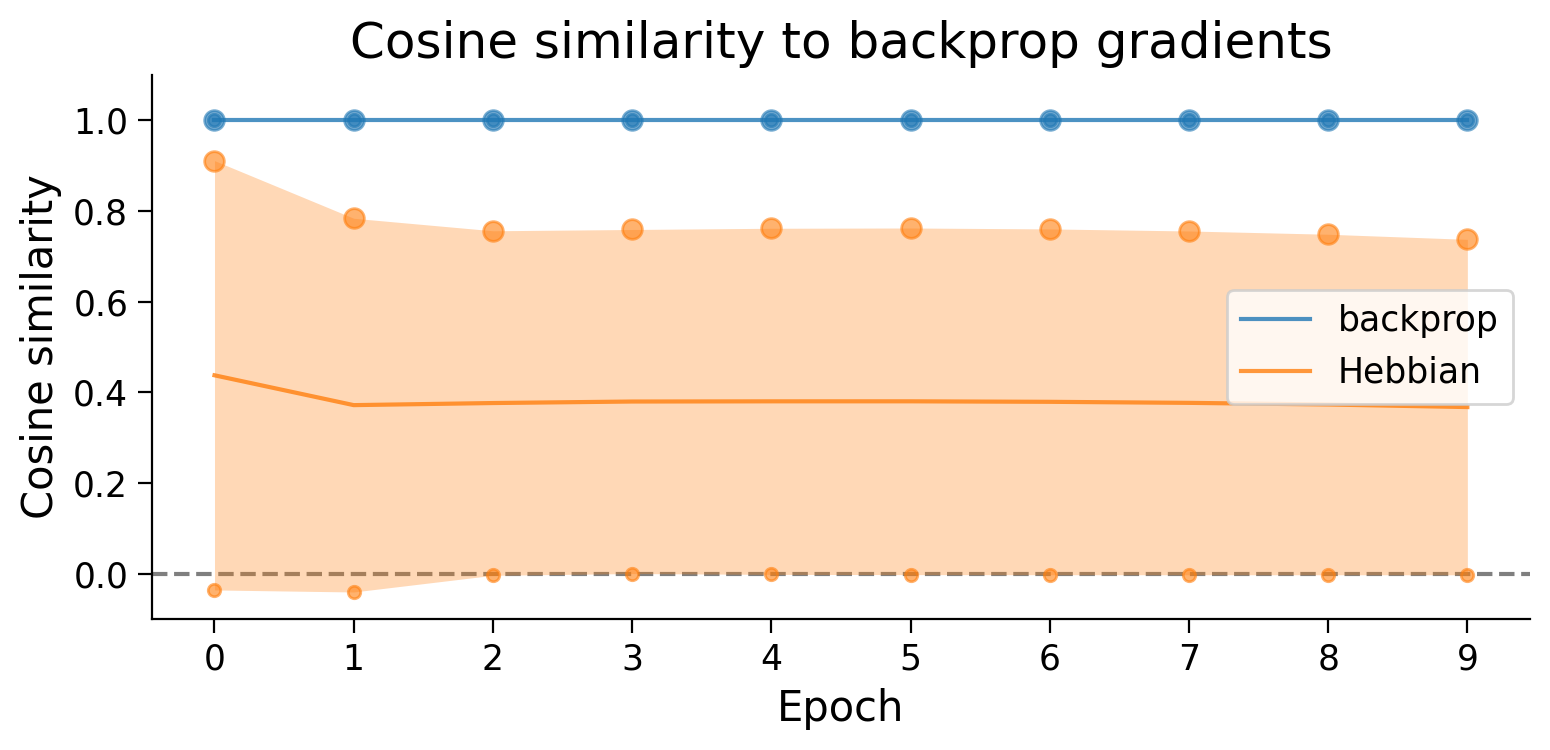 Cosine similarity to backprop gradients
Cosine similarity
1.0
0.8
0.6
0.4
0.2
0.0
backprop
Hebbian
0 1 2 3 4 5 6 7 8 9
Epoch